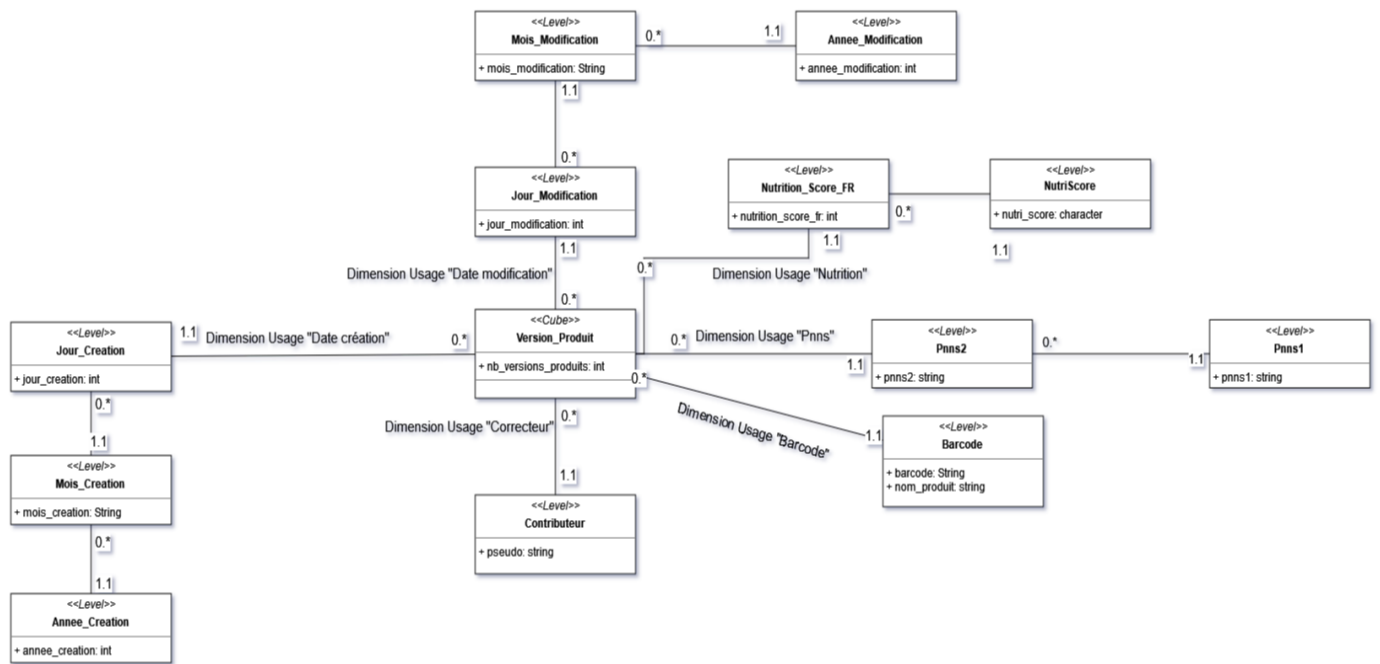 <<Level>>
Mois_Modification
+ mois_modification: String
0.*
1.1
<<Level>>
Annee_Modification
+ annee_modification: int
1.1
0.*
<<Level>>
Jour_Modification
+ jour_modification: int
1.1
Dimension Usage "Date modification"
0.*
<<Level>>
Nutrition_Score_FR
+ nutrition_score_fr: int
0.*
1.1
<<Level>>
NutriScore
+ nutri_score: character
1.1
0.*
Dimension Usage "Nutrition"
<<Level>>
Jour_Creation
+ jour_creation: int
1.1
Dimension Usage "Date création"
0.*
<<Cube>>
Version_Produit
+ nb_versions_produits: int
0.*
Dimension Usage "Pnns"
1.1
<<Level>>
Pnns2
+ pnns2: string
0.*
1.1
<<Level>>
Pnns1
+ pnns1: string
0.*
Dimension Usage "Barcode"
1.1
<<Level>>
Barcode
+ barcode: String
+ nom_produit: string
0.*
Dimension Usage "Correcteur"
1.1
<<Level>>
Contributeur
+ pseudo: string
0.*
1.1
<<Level>>
Mois_Creation
+ mois_creation: String
0.*
1.1
<<Level>>
Annee_Creation
+ annee_creation: int